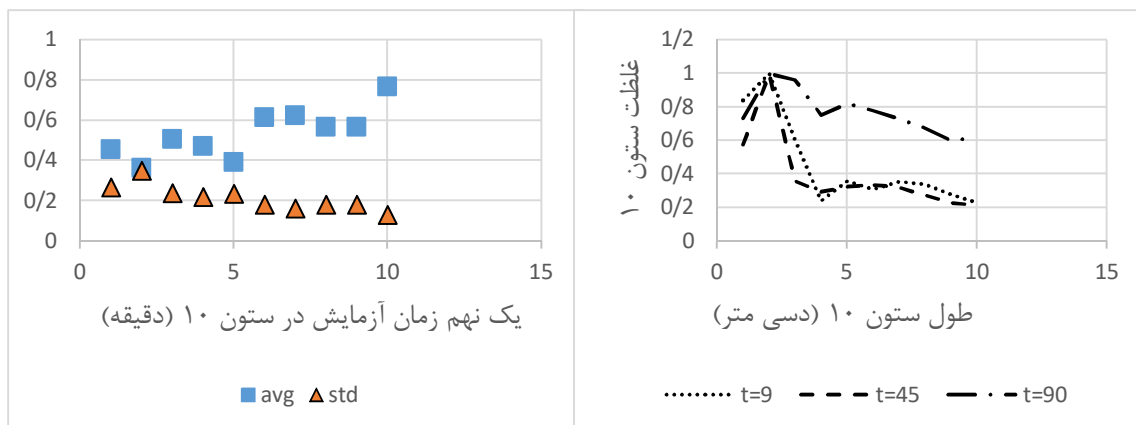 1
0/8
0/6
0/4
0/2
0
0 5 10 15
یک نهم زمان آزمایش در ستون ۱۰ (دقیقه)
avg std
غلظت ستون ۱۰
1/2
1
0/8
0/6
0/4
0/2
0
0 5 10 15
طول ستون ۱۰ (دسی متر)
t=9 t=45 t=90